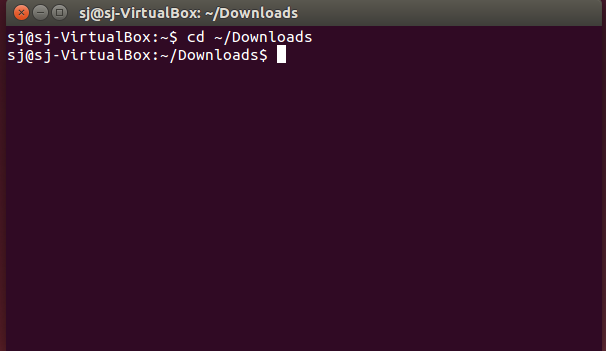 sj@sj-VirtualBox: ~/Downloads
sj@sj-VirtualBox:~$ cd ~/Downloads
sj@sj-VirtualBox:~/Downloads$